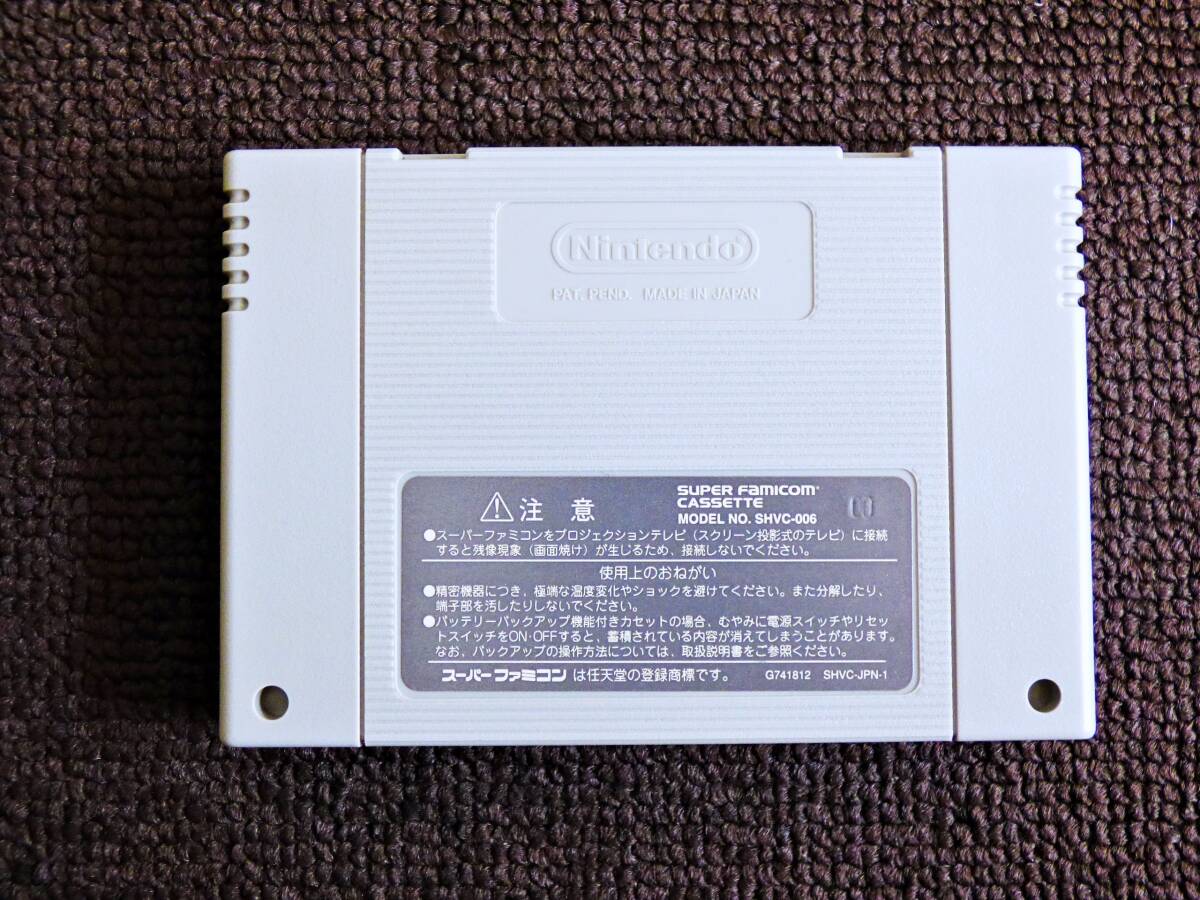 Nintendo
PAT. PEND. MADE IN JAPAN
注 意
SUPER FAMICOM
CASSETTE
MODEL NO. SHVC-006
●スーパーファミコンをプロジェクションテレビ(スクリーン投影式のテレビ)に接続
すると残像現象(画面焼け)が生じるため、接続しないでください。
使用上のおねがい
●精密機器につき、極端な温度変化やショックを避けてください。また分解したり、
端子部を汚したりしないでください。
●バッテリーバックアップ機能付きカセットの場合、むやみに電源スイッチやリセッ
トスイッチをON・OFFすると、蓄積されている内容が消えてしまうことがあります。
なお、バックアップの操作方法については、取扱説明書をご参照ください。
スーパーファミコン は任天堂の登録商標です。 G741812 SHVC-JPN-1